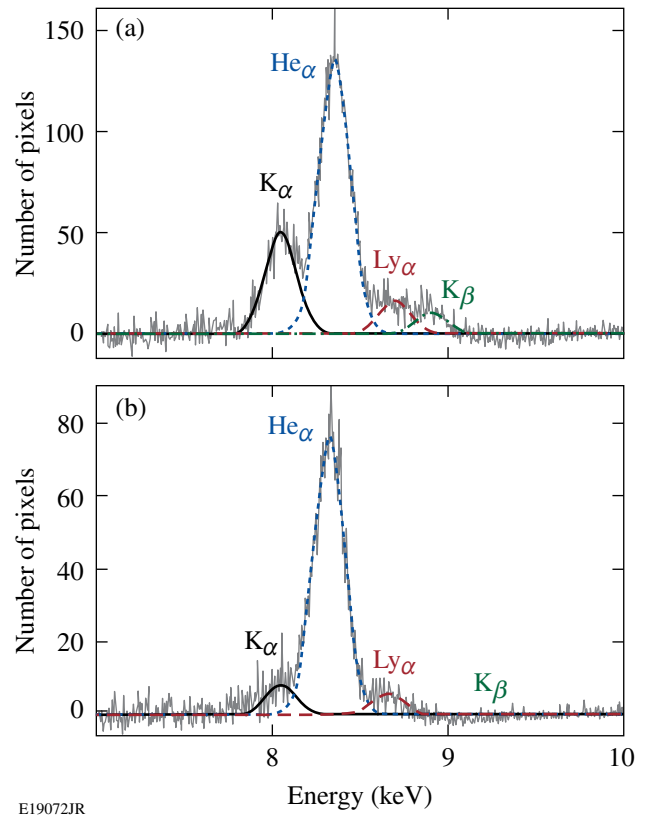 (a)
150
100
50
0
Number of pixels
Heα
Kα
Lyα
Kβ
(b)
80
60
40
20
0
Number of pixels
Heα
Kα
Lyα
Kβ
8 9 10
Energy (keV)
E19072JR